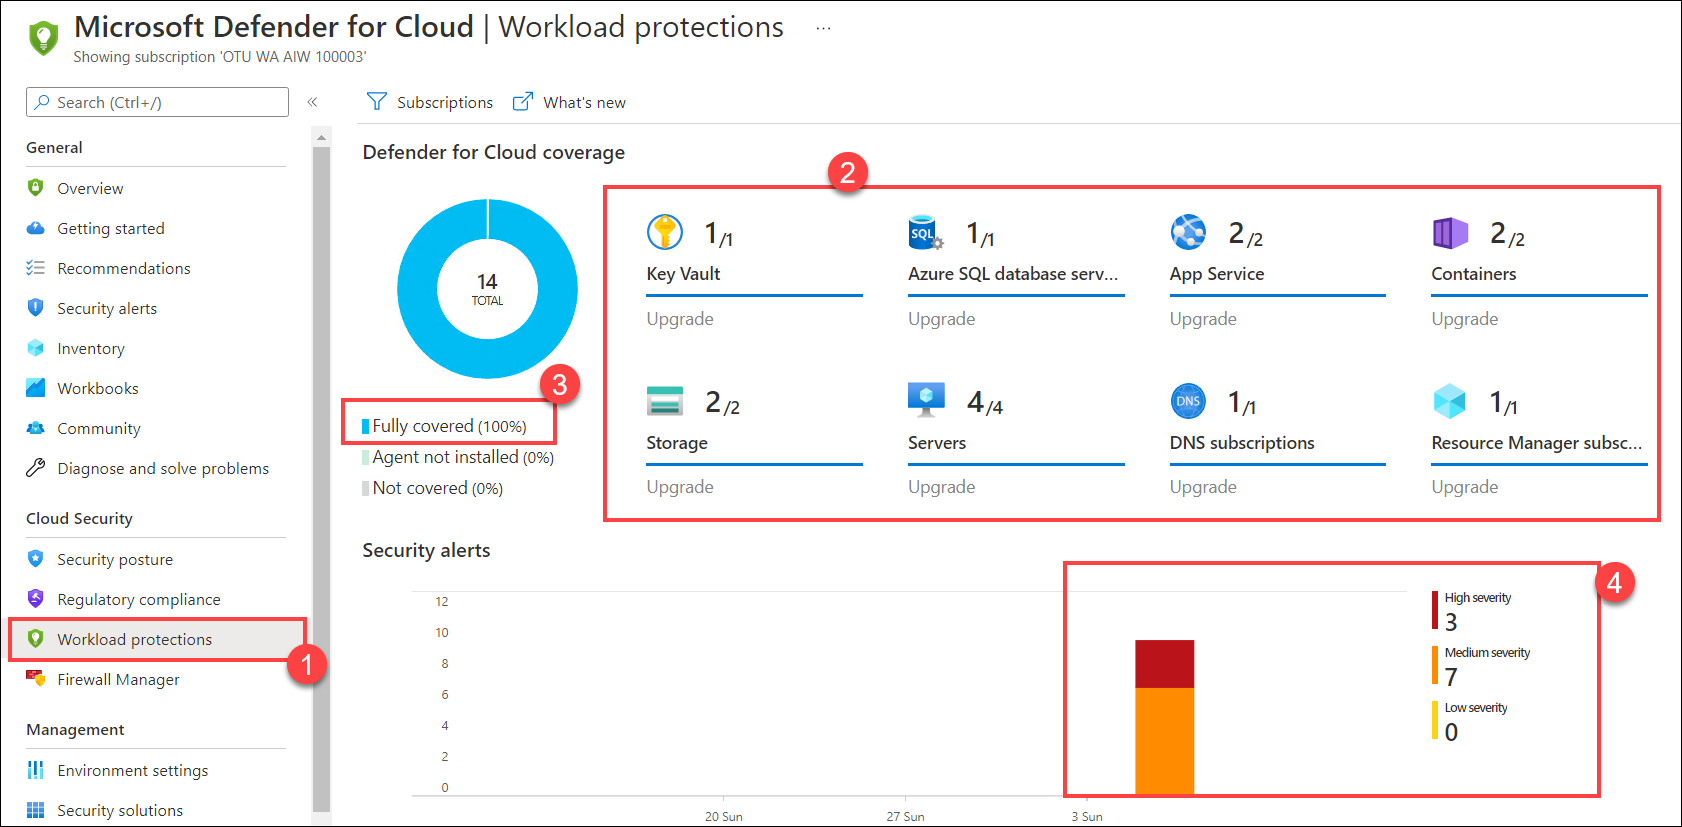 Microsoft Defender for Cloud | Workload protections ...
Showing subscription 'OTU WA AIW 100003'
Search (Ctrl+/)
«
General
Overview
Getting started
Recommendations
Security alerts
Inventory
Workbooks
Community
Diagnose and solve problems
Cloud Security
Security posture
Regulatory compliance
Workload protections
1
Firewall Manager
Management
Environment settings
Security solutions
Subscriptions
What's new
Defender for Cloud coverage
14
TOTAL
3
Fully covered (100%)
Agent not installed (0%)
Not covered (0%)
2
1/1
Key Vault
Upgrade
SQL
1/1
Azure SQL database serv...
Upgrade
2/2
App Service
Upgrade
2/2
Containers
Upgrade
2/2
Storage
Upgrade
4/4
Servers
Upgrade
DNS
1/1
DNS subscriptions
Upgrade
1/1
Resource Manager subsc...
Upgrade
Security alerts
12
10
8
6
4
2
0
20 Sun
27 Sun
3 Sun
4
High severity
3
Medium severity
7
Low severity
0